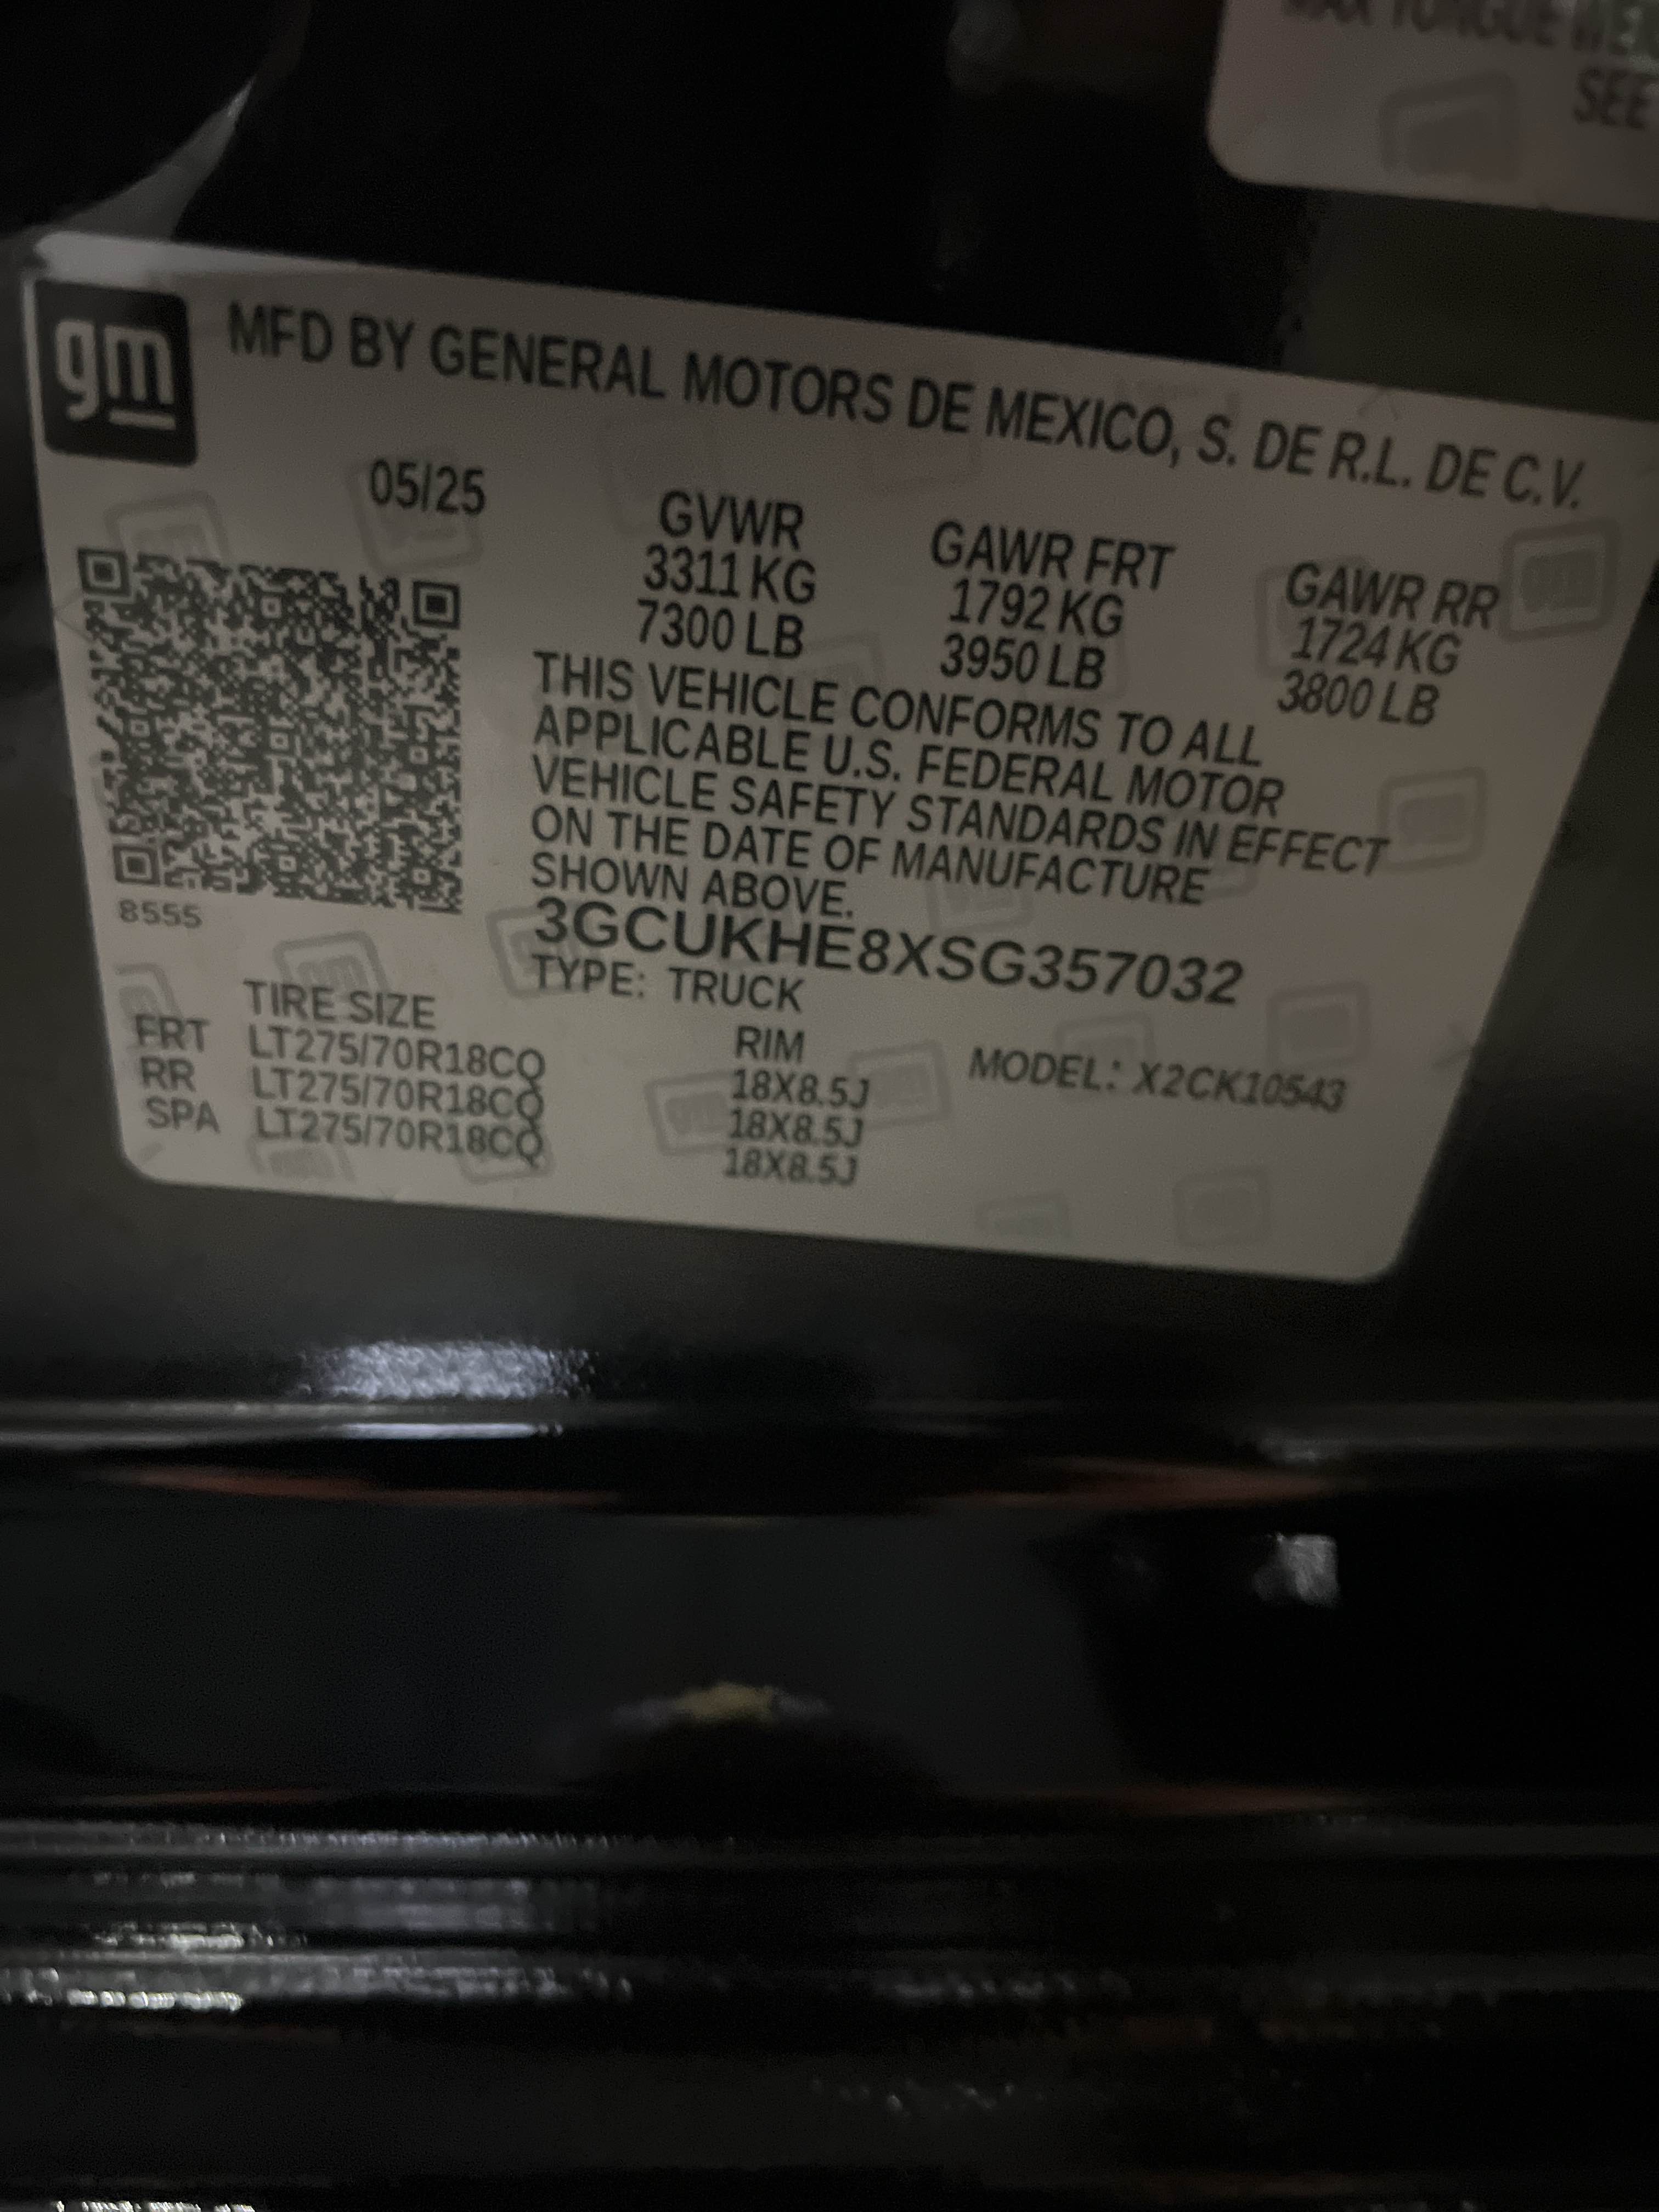 MAX TONGUE
SEE
gm
MFD BY GENERAL MOTORS DE MEXICO, S. DE R.L. DE C.V.
05/25
GVWR GAWR FRT GAWR RR
3311 KG 1792 KG 1724 KG
7300 LB 3950 LB 3800 LB
THIS VEHICLE CONFORMS TO ALL
APPLICABLE U.S. FEDERAL MOTOR
VEHICLE SAFETY STANDARDS IN EFFECT
ON THE DATE OF MANUFACTURE
SHOWN ABOVE.
8555
3GCUKHE8XSG357032
TYPE: TRUCK
TIRE SIZE RIM MODEL: X2CK10543
FRT LT275/70R18CQ 18X8.5J
RR LT275/70R18CQ 18X8.5J
SPA LT275/70R18CQ 18X8.5J